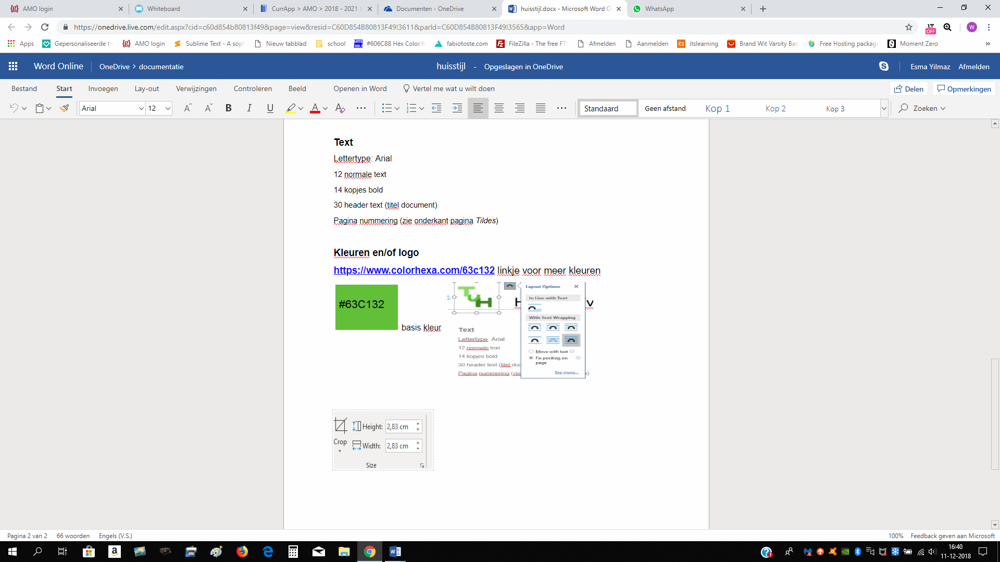 AMO login
Whiteboard
CurrApp > AMO > 2018 - 2021 >
Documenten - OneDrive
huisstijl.docx - Microsoft Word O
WhatsApp
https://onedrive.live.com/edit.aspx?cid=c60d854b80813f49&page=view&resid=C60D854B80813F49!3611&parId=C60D854B80813F49!3565&app=Word
LT OFF
W
Apps
Gepersonaliseerde t-
AMO login
Sublime Text - A soph
Nieuw tabblad
school
#606C88 Hex Color f
fabiotoste.com
FileZilla - The free FT
Afmelden
Aanmelden
itslearning
Brand Wit Varsity Bas
Free Hosting package
Moment Zero
Word Online
OneDrive > documentatie
huisstijl - Opgeslagen in OneDrive
Esma Yilmaz
Afmelden
Bestand
Start
Invoegen
Lay-out
Verwijzingen
Controleren
Beeld
Openen in Word
Vertel me wat u wilt doen
Delen
Opmerkingen
Arial
12
Standaard
Geen afstand
Kop 1
Kop 2
Kop 3
Zoeken
Text
Lettertype: Arial
12 normale text
14 kopjes bold
30 header text (titel document)
Pagina nummering (zie onderkant pagina Tildes)
Kleuren en/of logo
https://www.colorhexa.com/63c132 linkje voor meer kleuren
#63C132
basis kleur
TyH
Layout Options
In Line with Text
With Text Wrapping
Move with text
Fix position on
page
See more...
Text
Lettertype: Arial
12 normale text
14 kopjes bold
30 header text (titel doc
Pagina nummering (zie
Crop
Height: 2,83 cm
Width: 2,83 cm
Size
Pagina 2 van 2
66 woorden
Engels (V.S.)
100%
Feedback geven aan Microsoft
16:40
11-12-2018